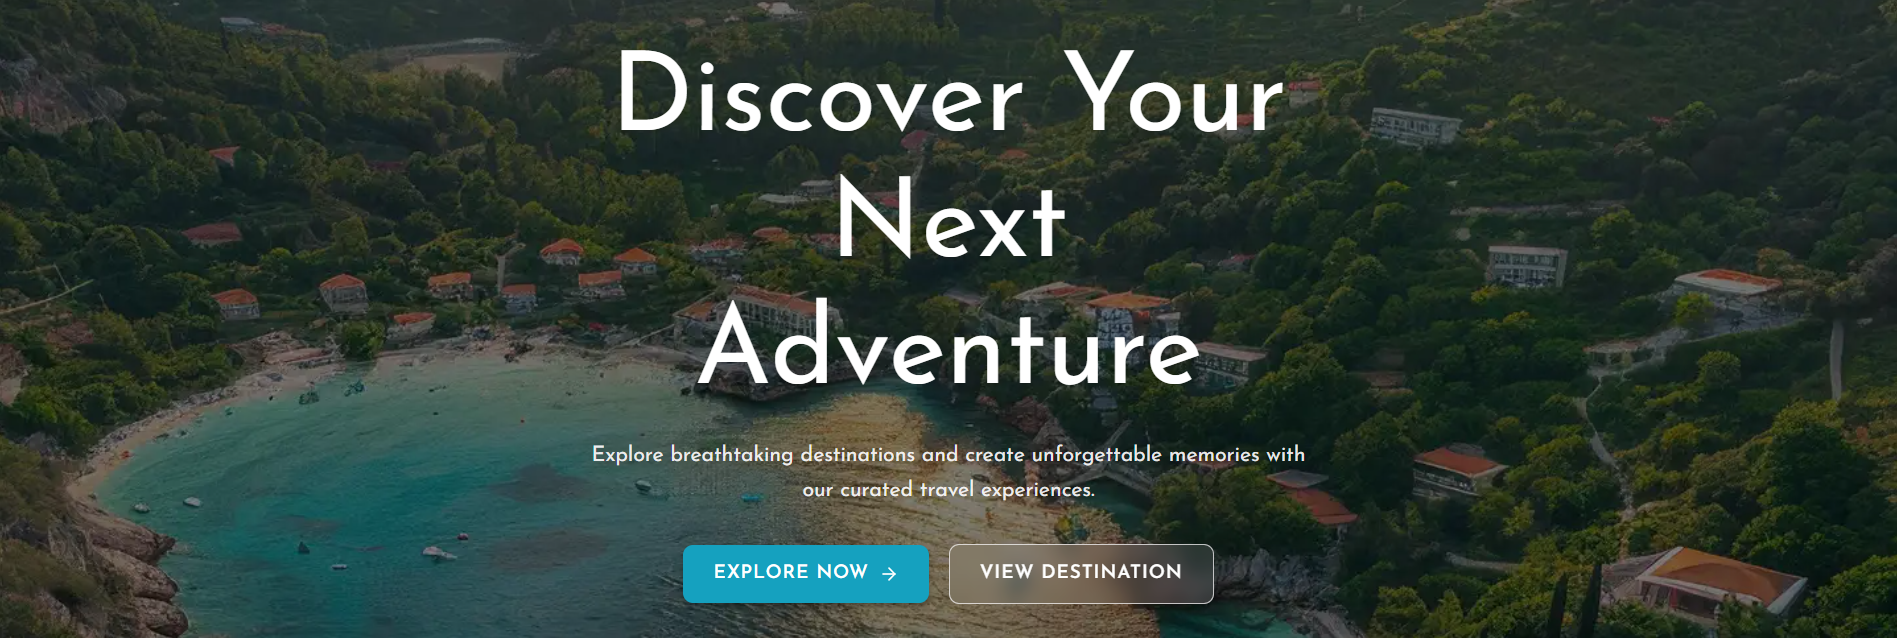 Discover Your
Next
Adventure
Explore breathtaking destinations and create unforgettable memories with
our curated travel experiences.
EXPLORE NOW →
VIEW DESTINATION